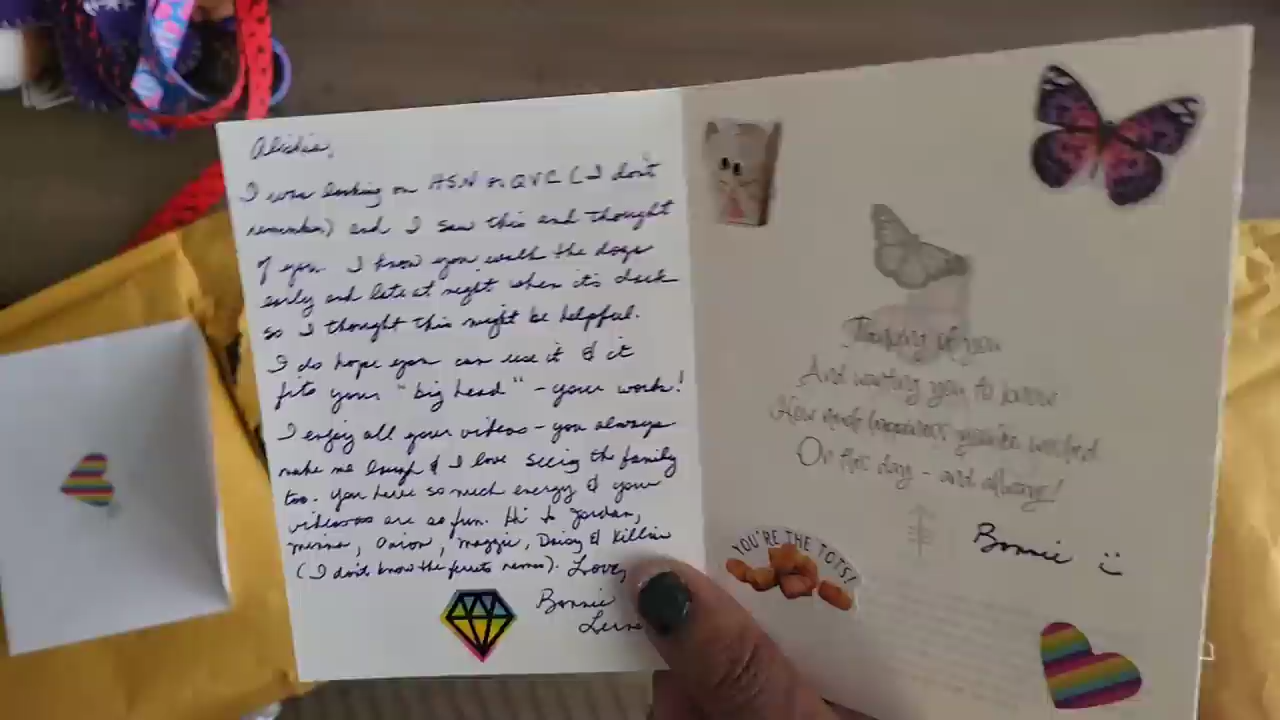 I was looking on HSN or QVC (I don't
remember) and I saw this and thought
of you. I know you walk the dogs
early and late at night when it's dark
so I thought this might be helpful.
I do hope you can use it & it
fits your "big head" - your words!
I enjoy all your videos - you always
make me laugh & I love seeing the family
too. You have so much energy & your
videos are so fun. Hi to Jordan,
Orion, Maggie, Daisy & Killian
(I don't know the ferrets names). Love,
Bonnie
Thinking of you
And wanting you to know
How much happiness you're wished
On this day - and always!
Bonnie :)
YOU'RE THE TOTS!